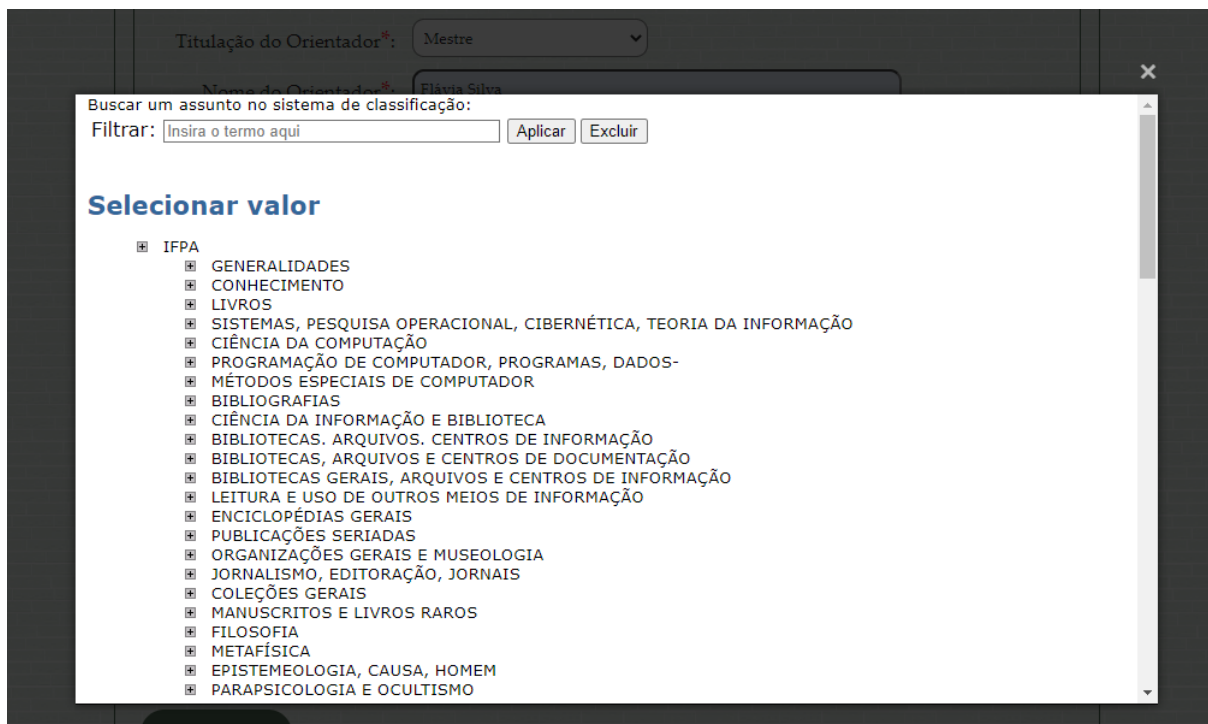 Titulação do Orientador*: Mestre
Nome do Orientador*: Flávia Silva
×
Buscar um assunto no sistema de classificação:
Filtrar: Insira o termo aqui Aplicar Excluir
Selecionar valor
IFPA
GENERALIDADES
CONHECIMENTO
LIVROS
SISTEMAS, PESQUISA OPERACIONAL, CIBERNÉTICA, TEORIA DA INFORMAÇÃO
CIÊNCIA DA COMPUTAÇÃO
PROGRAMAÇÃO DE COMPUTADOR, PROGRAMAS, DADOS-
MÉTODOS ESPECIAIS DE COMPUTADOR
BIBLIOGRAFIAS
CIÊNCIA DA INFORMAÇÃO E BIBLIOTECA
BIBLIOTECAS. ARQUIVOS. CENTROS DE INFORMAÇÃO
BIBLIOTECAS, ARQUIVOS E CENTROS DE DOCUMENTAÇÃO
BIBLIOTECAS GERAIS, ARQUIVOS E CENTROS DE INFORMAÇÃO
LEITURA E USO DE OUTROS MEIOS DE INFORMAÇÃO
ENCICLOPÉDIAS GERAIS
PUBLICAÇÕES SERIADAS
ORGANIZAÇÕES GERAIS E MUSEOLOGIA
JORNALISMO, EDITORAÇÃO, JORNAIS
COLEÇÕES GERAIS
MANUSCRITOS E LIVROS RAROS
FILOSOFIA
METAFÍSICA
EPISTEMEOLOGIA, CAUSA, HOMEM
PARAPSICOLOGIA E OCULTISMO